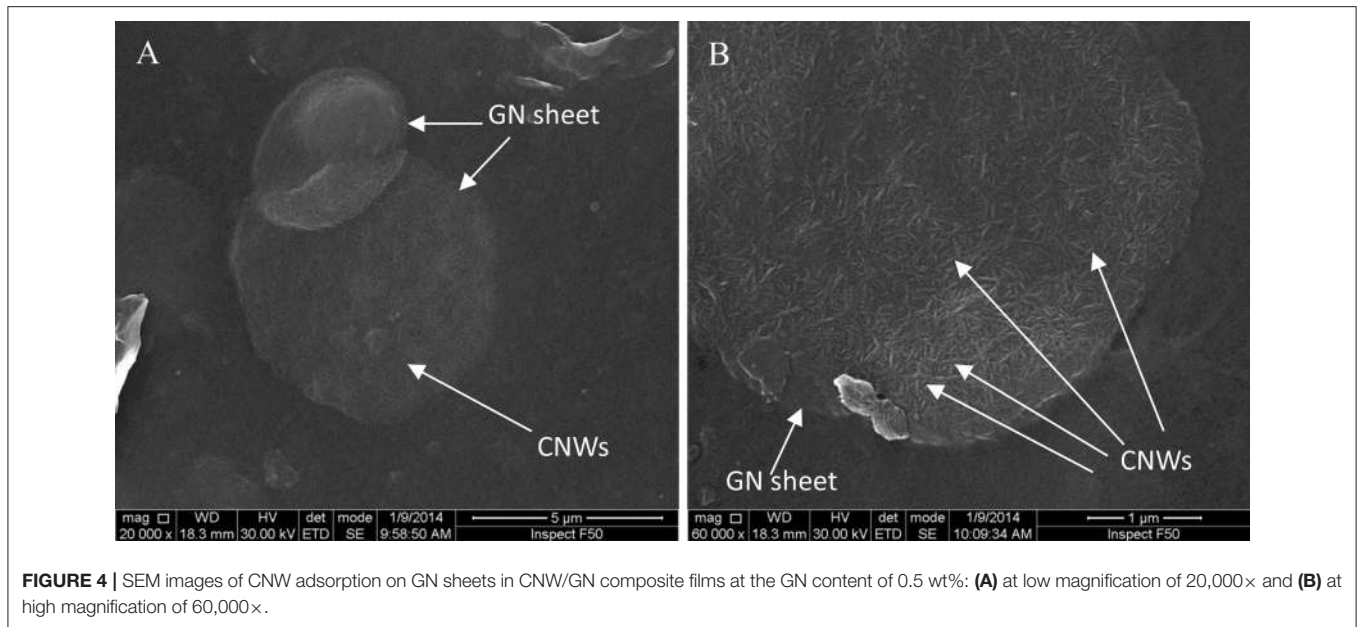 A
GN sheet
CNWs
mag □ WD HV det mode 1/9/2014 5 µm
20 000 x 18.3 mm 30.00 kV ETD SE 9:58:50 AM Inspect F50
B
GN sheet
CNWs
mag □ WD HV det mode 1/9/2014 1 µm
60 000 x 18.3 mm 30.00 kV ETD SE 10:09:34 AM Inspect F50
FIGURE 4 | SEM images of CNW adsorption on GN sheets in CNW/GN composite films at the GN content of 0.5 wt%: (A) at low magnification of 20,000× and (B) at
high magnification of 60,000×.